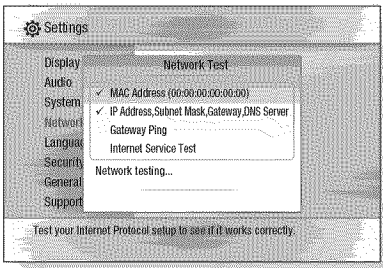 Settings
Display
Network Test
Audio
✓ MAC Address (00:00:00:00:00:00)
System
✓ IP Address,Subnet Mask,Gateway,DNS Server
Networ
Gateway Ping
Languag
Internet Service Test
Security
Network testing...
General
Support
Test your Internet Protocol setup to see if it works correctly.